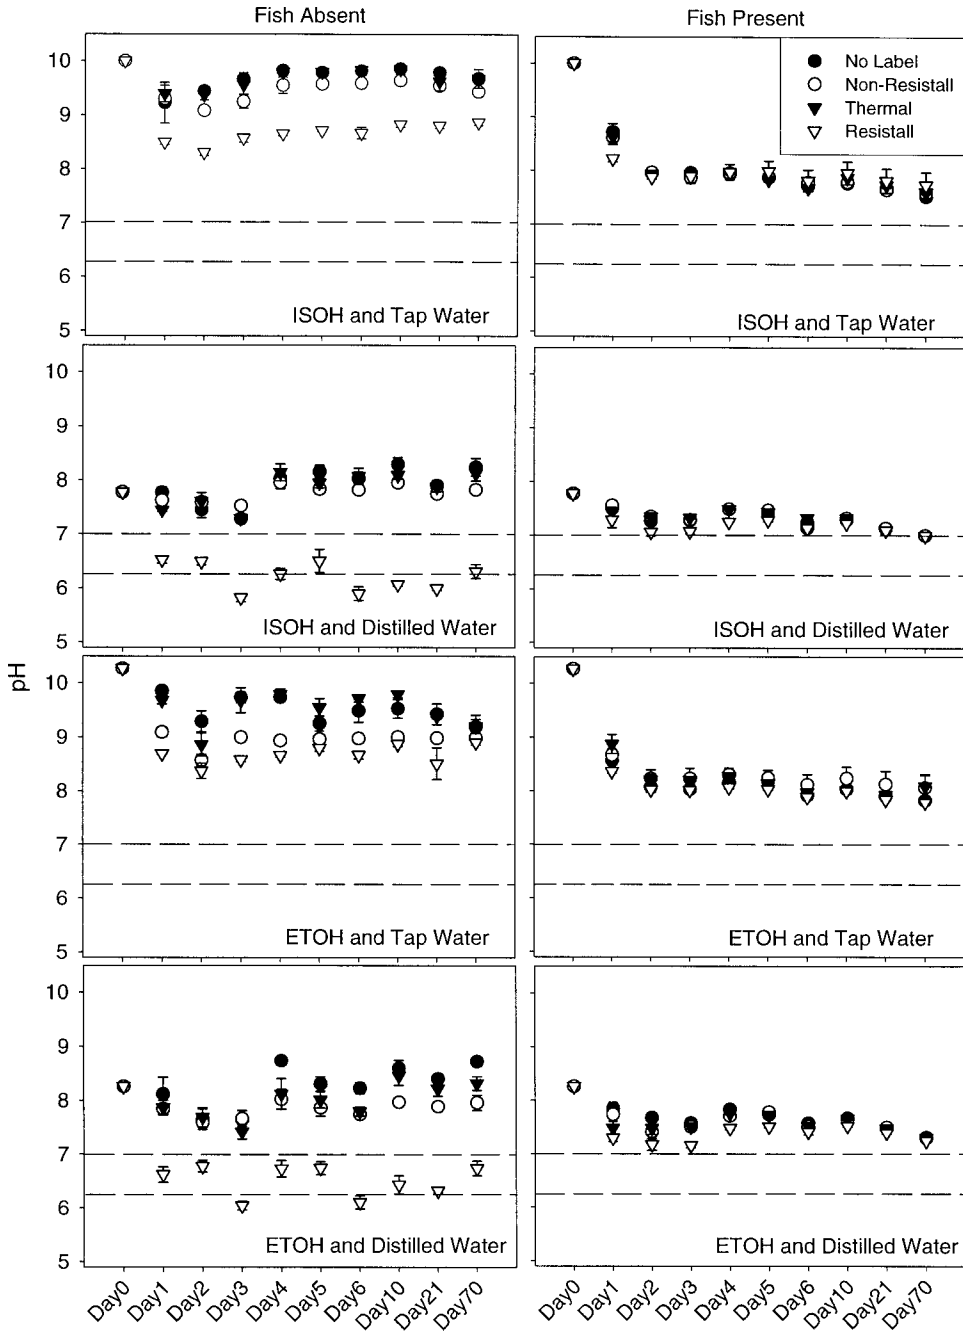 Fish Absent
Fish Present
No Label
Non-Resistall
Thermal
Resistall
10
9
8
7
6
5
ISOH and Tap Water
ISOH and Tap Water
10
9
8
7
6
5
ISOH and Distilled Water
ISOH and Distilled Water
pH
10
9
8
7
6
5
ETOH and Tap Water
ETOH and Tap Water
10
9
8
7
6
5
ETOH and Distilled Water
ETOH and Distilled Water
Day0 Day1 Day2 Day3 Day4 Day5 Day6 Day10 Day21 Day70
Day0 Day1 Day2 Day3 Day4 Day5 Day6 Day10 Day21 Day70